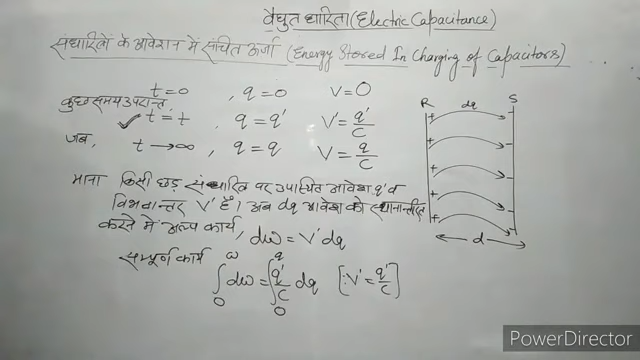 वैद्युत धारिता (Electric Capacitance)
संधारित्रों के आवेशन में संचित ऊर्जा (Energy Stored In Charging of Capacitors)
t=0 , q=0 V=0
कुछ समय उपरान्त,
✓ t=t q=q' V'=q'/C
जब, t→∞, q=q V=q/C
माना किसी क्षण संधारित्र पर उपस्थित आवेश q' व
विभवान्तर V' है। अब dq आवेश को स्थानान्तरित
करने में अल्प कार्य, dw = V'dq
सम्पूर्ण कार्य
∫₀^ω dw = ∫₀^q q'/C dq [∵V'=q'/C]
R dq S
+ -
+ -
+ -
+ -
+ -
d
PowerDirector